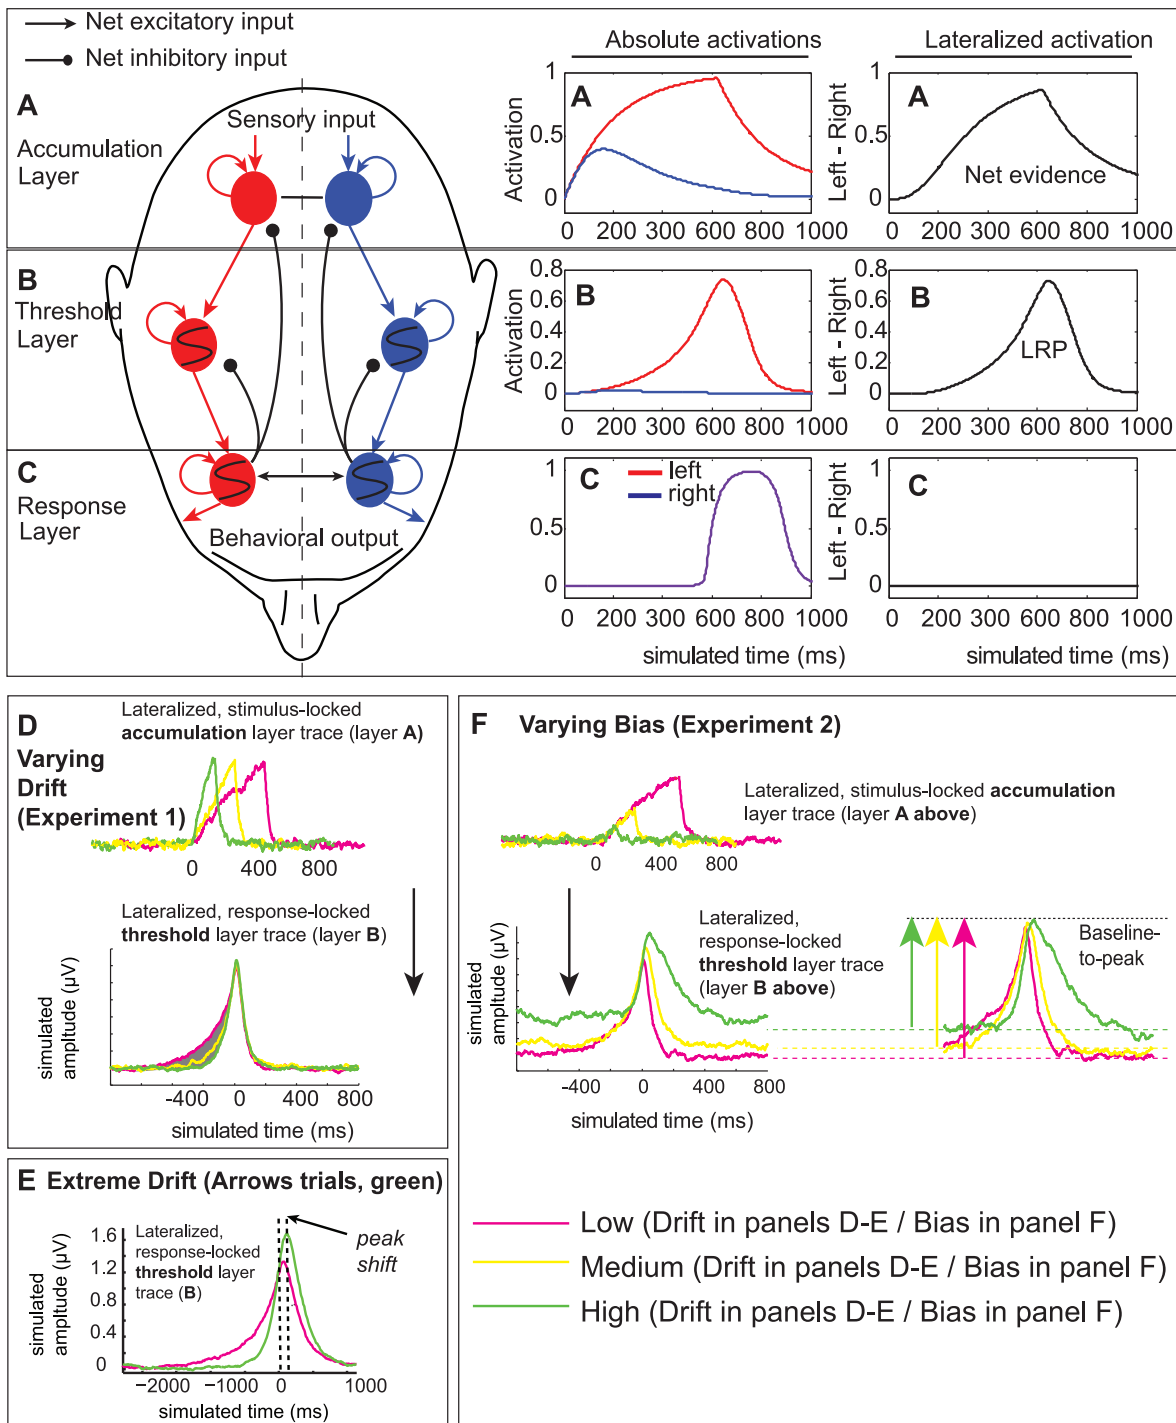 Net excitatory input
Net inhibitory input
Absolute activations
Lateralized activation
A
Accumulation
Layer
Sensory input
B
Threshold
Layer
C
Response
Layer
Behavioral output
A
Activation
1
0.5
0
0 200 300 400 600 800 1000
A
Left - Right
1
0.5
0
Net evidence
0 200 300 400 600 800 1000
B
Activation
0.8
0.6
0.4
0.2
0
0 200 300 400 600 800 1000
B
Left - Right
0.8
0.6
0.4
0.2
0
LRP
0 200 300 400 600 800 1000
C
left
right
1
0.5
0
0 200 300 400 600 800 1000
simulated time (ms)
C
Left - Right
1
0.5
0
0 200 300 400 600 800 1000
simulated time (ms)
D
Varying
Drift
(Experiment 1)
Lateralized, stimulus-locked
accumulation layer trace (layer A)
0 400 800
Lateralized, response-locked
threshold layer trace (layer B)
simulated
amplitude (µV)
-400 0 400 800
simulated time (ms)
E Extreme Drift (Arrows trials, green)
Lateralized,
response-locked
threshold layer
trace (B)
peak
shift
simulated
amplitude (µV)
1.6
1.2
0.8
0.4
0
−2000 −1000 0 1000
simulated time (ms)
F Varying Bias (Experiment 2)
Lateralized, stimulus-locked accumulation
layer trace (layer A above)
0 400 800
Lateralized,
response-locked
threshold layer trace
(layer B above)
simulated
ampltude (µV)
-400 0 400 800
simulated time (ms)
Baseline-
to-peak
Low (Drift in panels D-E / Bias in panel F)
Medium (Drift in panels D-E / Bias in panel F)
High (Drift in panels D-E / Bias in panel F)